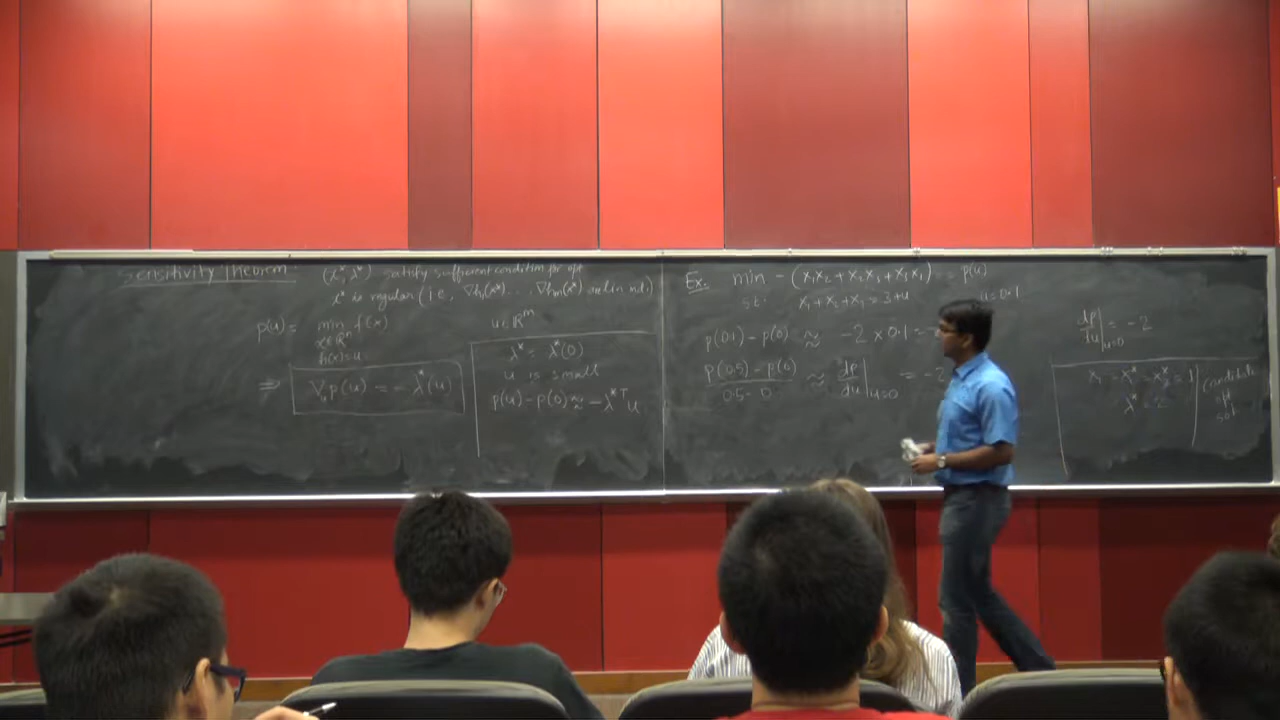 Sensitivity Theorem: (x*, λ*) satisfy sufficient condition for opt
x* is regular (i.e., ∇h₁(x*) ... ∇hₘ(x*) are lin ind.)
p(u) = min f(x) u ∈ ℝᵐ
x∈ℝⁿ
h(x)=u
⇒ ∇ᵤ p(u) = - λ*(u)
λ* = λ*(0)
u is small
p(u) - p(0) ≈ - λ*ᵀ u
Ex: min - (x₁x₂ + x₂x₃ + x₃x₁) = p(u)
st: x₁ + x₂ + x₃ = 3 + u u = 0.1
p(0.1) - p(0) ≈ -2 × 0.1 =
p(0.5) - p(0) / 0.5 - 0 ≈ dp/du |u=0 = -2
dp/du |u=0 = -2
x₁* = x₂* = x₃* = 1
λ* = 2
candidate
opt
sol